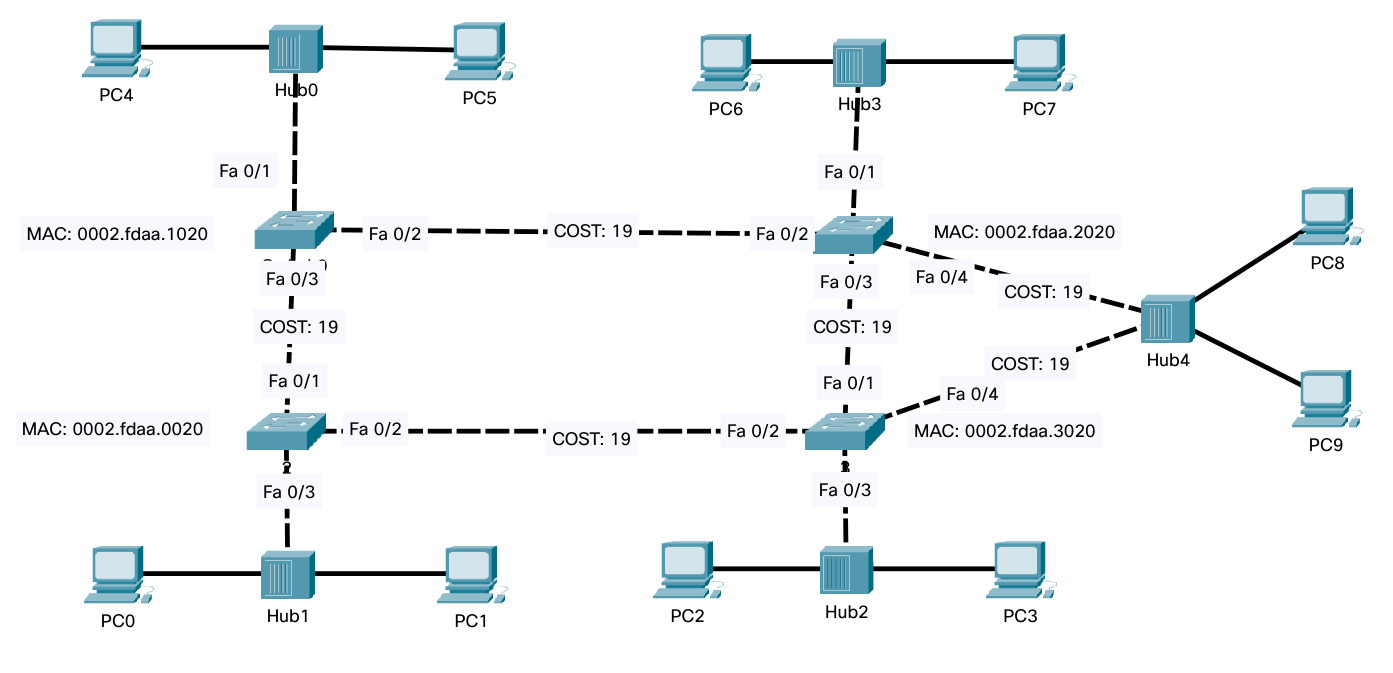 PC4
Hub0
PC5
PC6
Hub3
PC7
Fa 0/1
Fa 0/1
MAC: 0002.fdaa.1020
Fa 0/2
COST: 19
Fa 0/2
MAC: 0002.fdaa.2020
PC8
Fa 0/3
Fa 0/3
Fa 0/4
COST: 19
COST: 19
COST: 19
Hub4
COST: 19
Fa 0/1
Fa 0/1
Fa 0/4
MAC: 0002.fdaa.0020
Fa 0/2
COST: 19
Fa 0/2
MAC: 0002.fdaa.3020
PC9
Fa 0/3
Fa 0/3
PC0
Hub1
PC1
PC2
Hub2
PC3